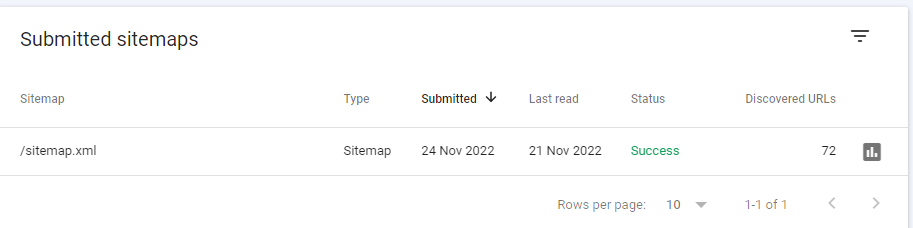 Submitted sitemaps
Sitemap Type Submitted Last read Status Discovered URLs
/sitemap.xml Sitemap 24 Nov 2022 21 Nov 2022 Success 72
Rows per page: 10 1-1 of 1